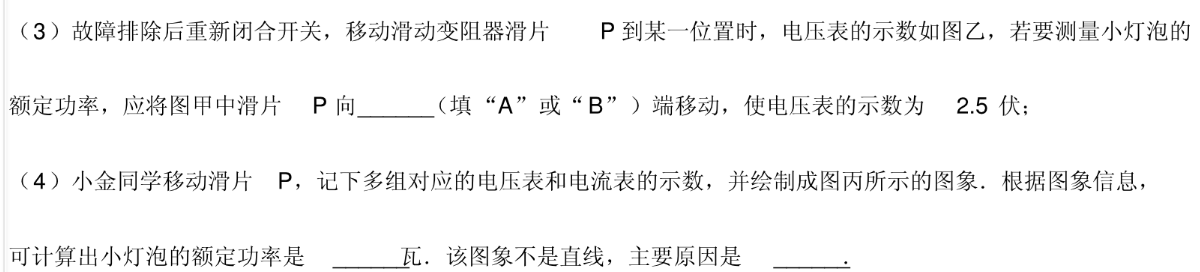 （3）故障排除后重新闭合开关，移动滑动变阻器滑片 P 到某一位置时，电压表的示数如图乙，若要测量小灯泡的
额定功率，应将图甲中滑片 P 向______（填“A”或“B”）端移动，使电压表的示数为 2.5 伏；
（4）小金同学移动滑片 P，记下多组对应的电压表和电流表的示数，并绘制成图丙所示的图象．根据图象信息，
可计算出小灯泡的额定功率是 ______瓦．该图象不是直线，主要原因是 ______．